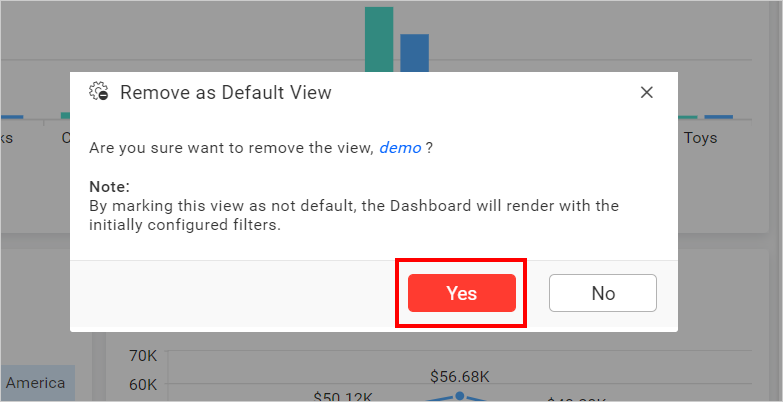 Remove as Default View
ks
Toys
Are you sure want to remove the view, demo ?
Note:
By marking this view as not default, the Dashboard will render with the
initially configured filters.
Yes
No
70K
America
60K
$56.68K
$50.12K